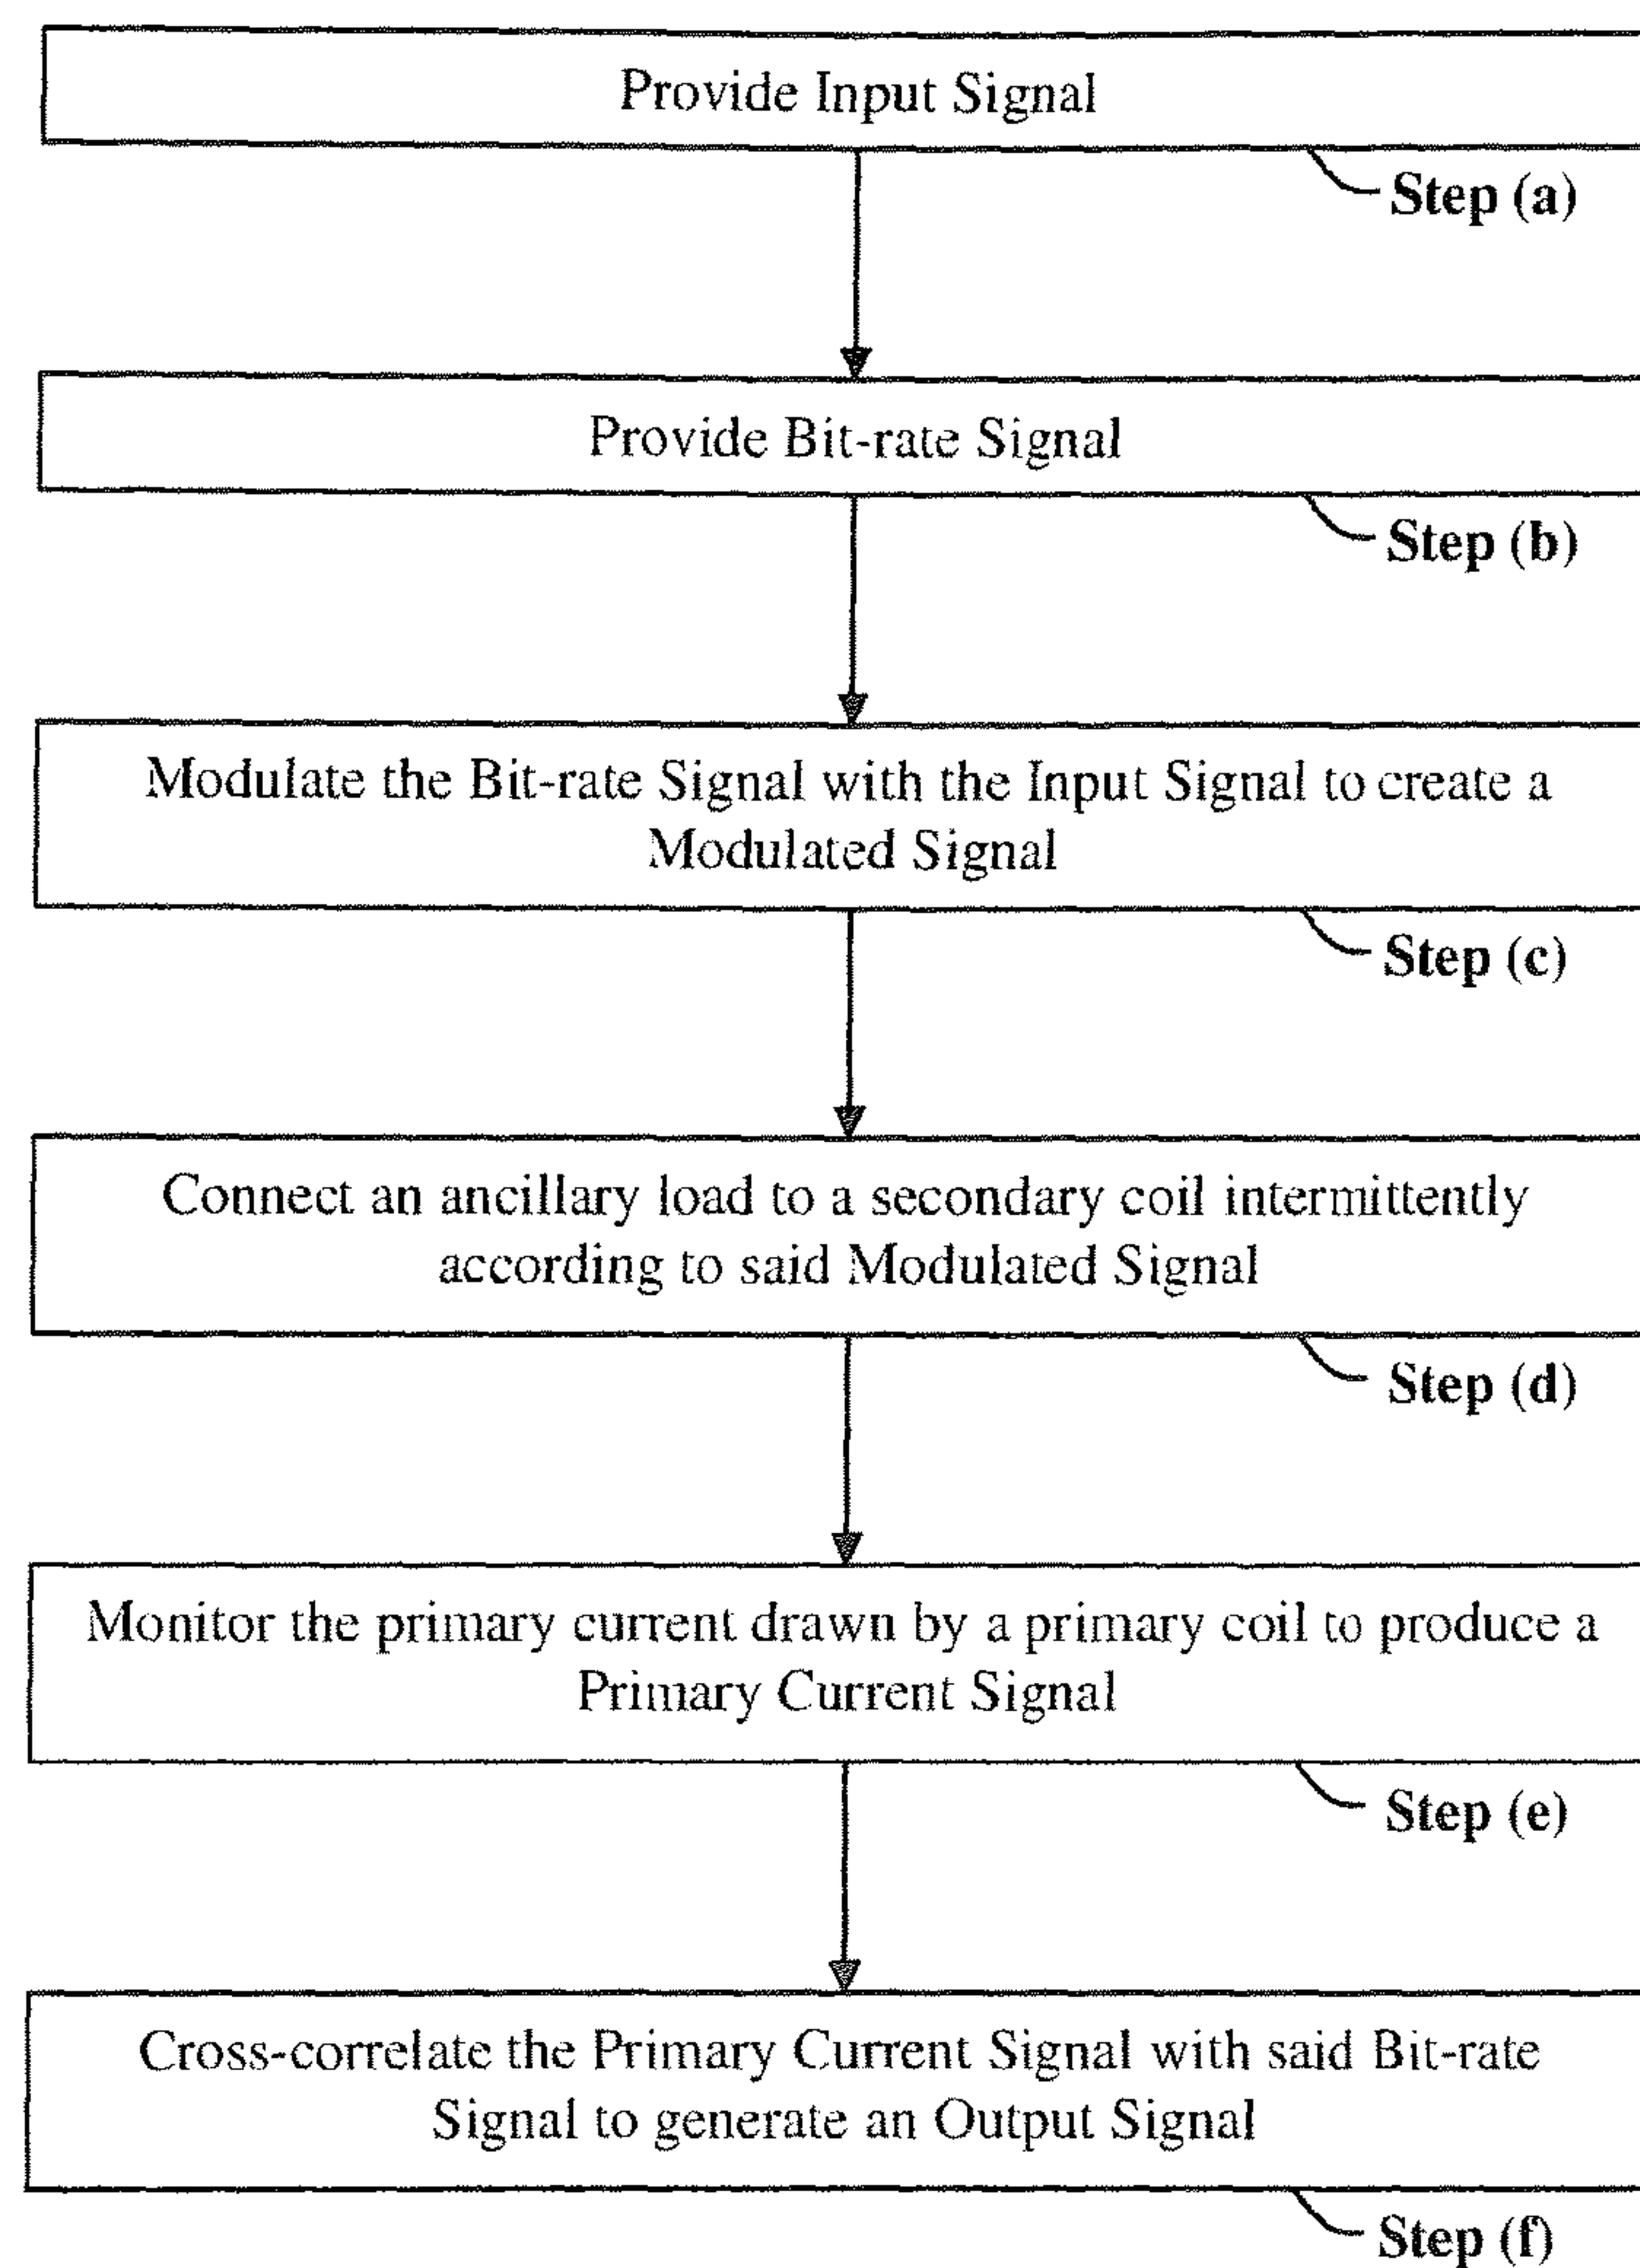 Provide Input Signal
Step (a)
Provide Bit-rate Signal
Step (b)
Modulate the Bit-rate Signal with the Input Signal to create a
Modulated Signal
Step (c)
Connect an ancillary load to a secondary coil intermittently
according to said Modulated Signal
Step (d)
Monitor the primary current drawn by a primary coil to produce a
Primary Current Signal
Step (e)
Cross-correlate the Primary Current Signal with said Bit-rate
Signal to generate an Output Signal
Step (f)